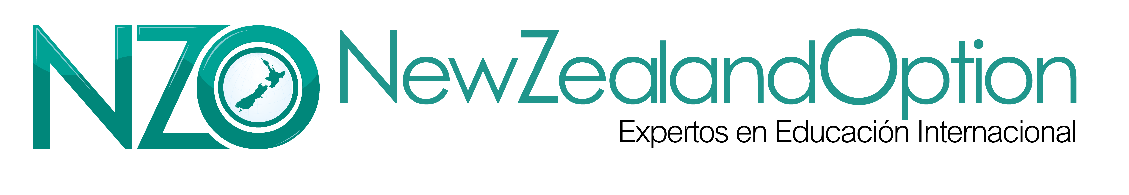 NZO NewZealandOption
Expertos en Educación Internacional